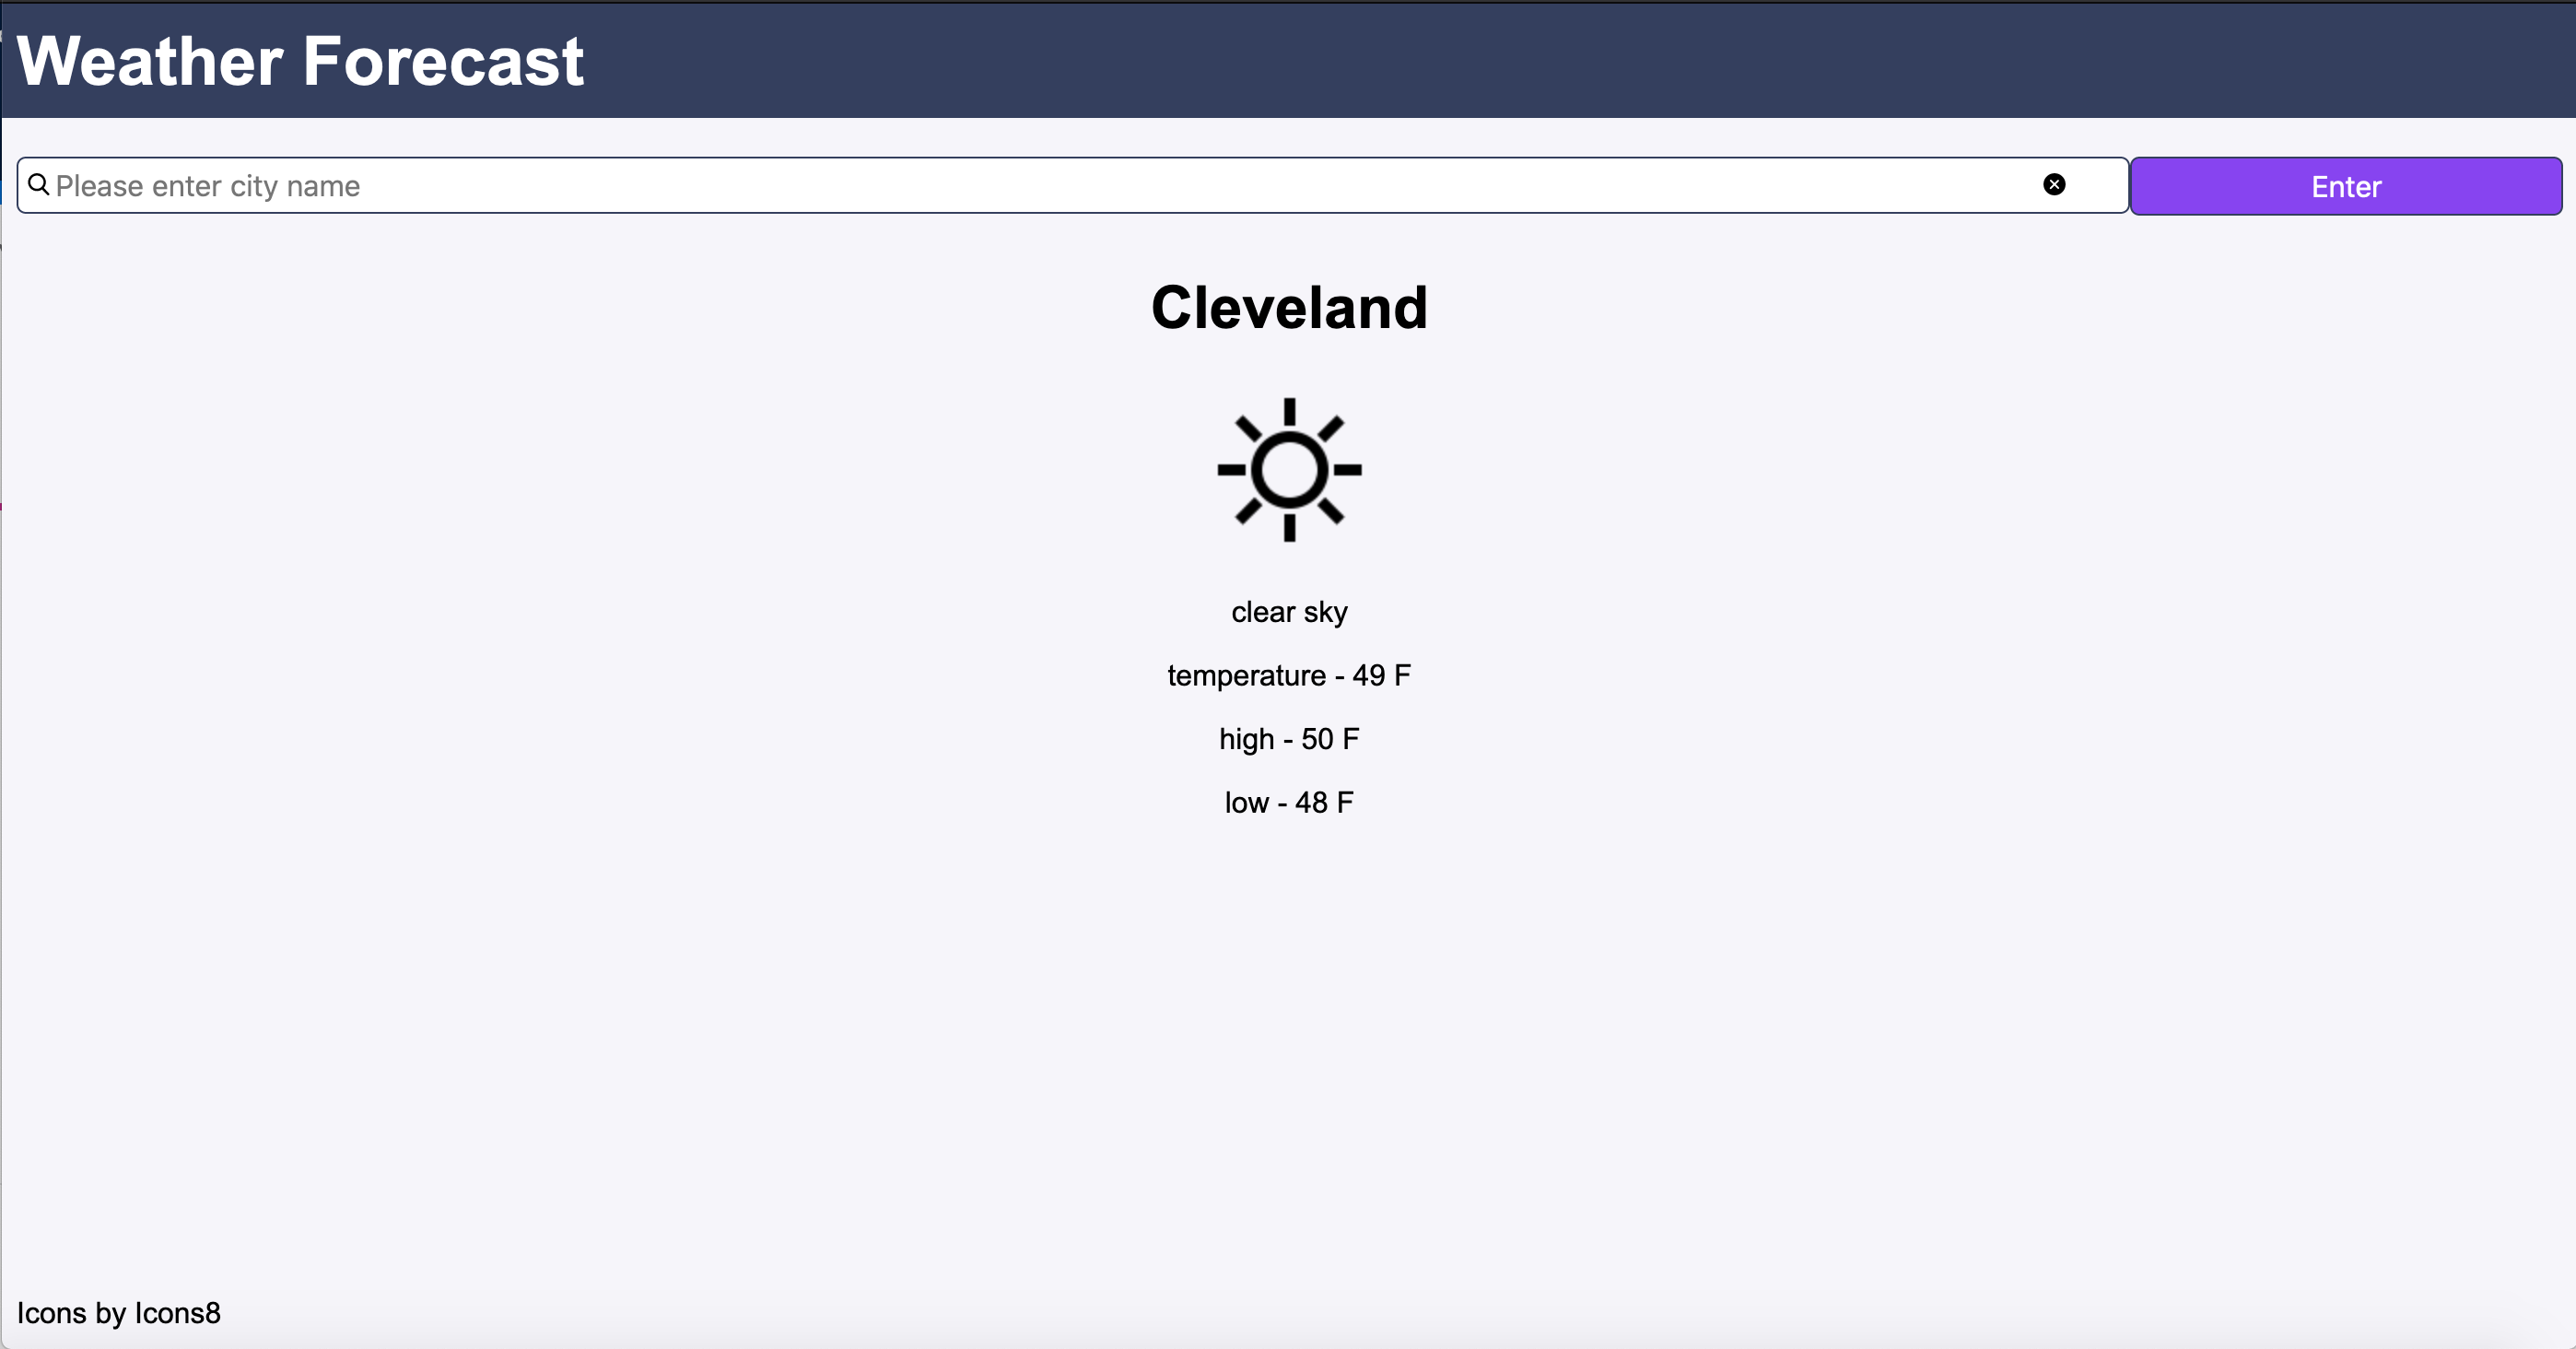 Weather Forecast
Please enter city name
Enter
Cleveland
clear sky
temperature - 49 F
high - 50 F
low - 48 F
Icons by Icons8